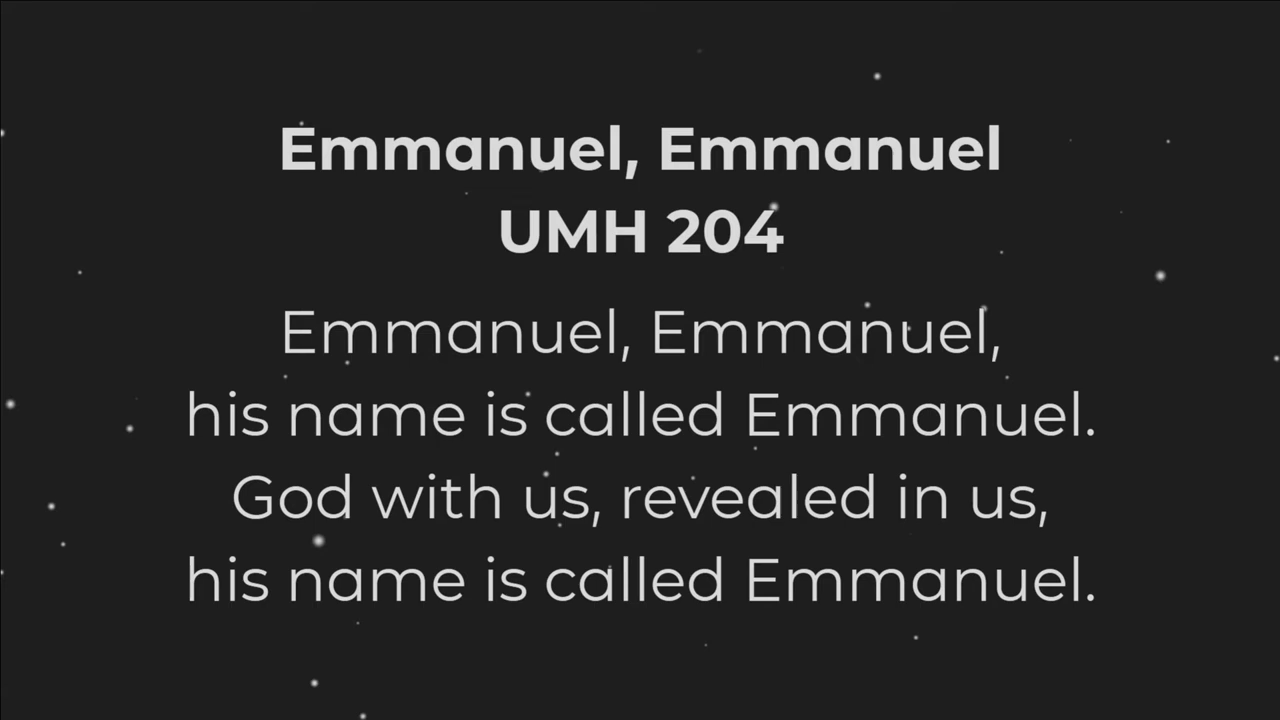 Emmanuel, Emmanuel
UMH 204
Emmanuel, Emmanuel,
his name is called Emmanuel.
God with us, revealed in us,
his name is called Emmanuel.